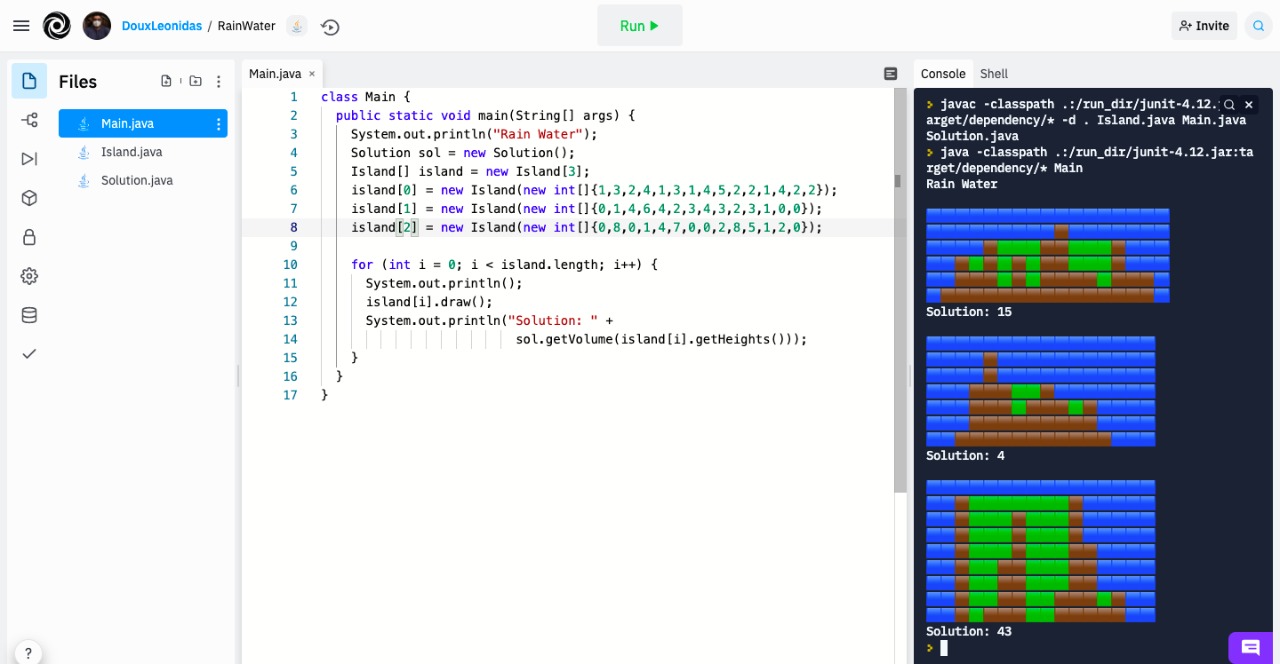 DouxLeonidas / RainWater
Run
Invite
Files
Main.java
Island.java
Solution.java
Main.java ×
1 class Main {
2 public static void main(String[] args) {
3 System.out.println("Rain Water");
4 Solution sol = new Solution();
5 Island[] island = new Island[3];
6 island[0] = new Island(new int[]{1,3,2,4,1,3,1,4,5,2,2,1,4,2,2});
7 island[1] = new Island(new int[]{0,1,4,6,4,2,3,4,3,2,3,1,0,0});
8 island[2] = new Island(new int[]{0,8,0,1,4,7,0,0,2,8,5,1,2,0});
9
10 for (int i = 0; i < island.length; i++) {
11 System.out.println();
12 island[i].draw();
13 System.out.println("Solution: " +
14 sol.getVolume(island[i].getHeights()));
15 }
16 }
17 }
Console Shell
> javac -classpath .:/run_dir/junit-4.12.
arget/dependency/* -d . Island.java Main.java
Solution.java
> java -classpath .:/run_dir/junit-4.12.jar:ta
rget/dependency/* Main
Rain Water
Solution: 15
Solution: 4
Solution: 43
>
?